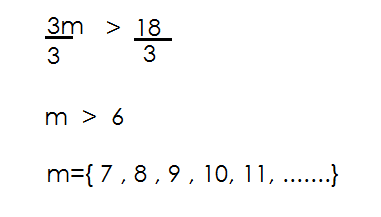 3m > 18
3 3
m > 6
m={ 7 , 8 , 9 , 10, 11, .......}